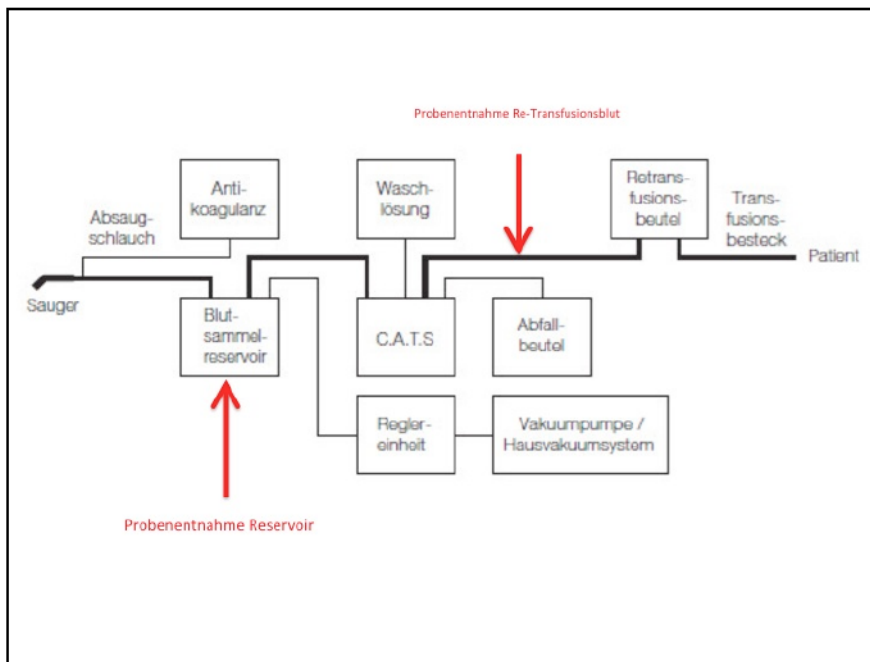 Probenentnahme Re-Transfusionsblut
Anti-
koagulanz
Wasch-
lösung
Retrans-
fusions-
beutel
Trans-
fusions-
besteck
Absaug-
schlauch
Patient
Sauger
Blut-
sammel-
reservoir
C.A.T.S
Abfall-
beutel
Regler-
einheit
Vakuumpumpe /
Hausvakuumsystem
Probenentnahme Reservoir